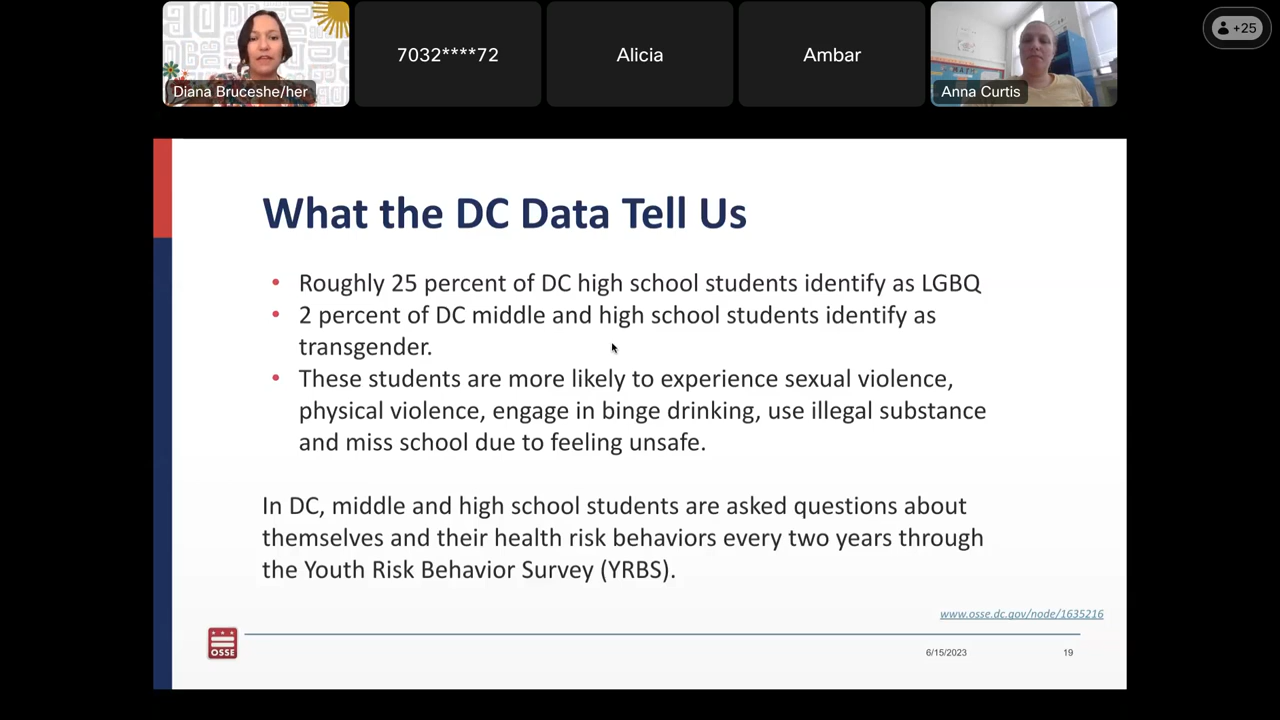 7032****72
Alicia
Ambar
+25
Diana Bruceshe/her
Anna Curtis
MATH
What the DC Data Tell Us
• Roughly 25 percent of DC high school students identify as LGBQ
• 2 percent of DC middle and high school students identify as
transgender.
• These students are more likely to experience sexual violence,
physical violence, engage in binge drinking, use illegal substance
and miss school due to feeling unsafe.
In DC, middle and high school students are asked questions about
themselves and their health risk behaviors every two years through
the Youth Risk Behavior Survey (YRBS).
www.osse.dc.gov/node/1635216
OSSE
6/15/2023
19